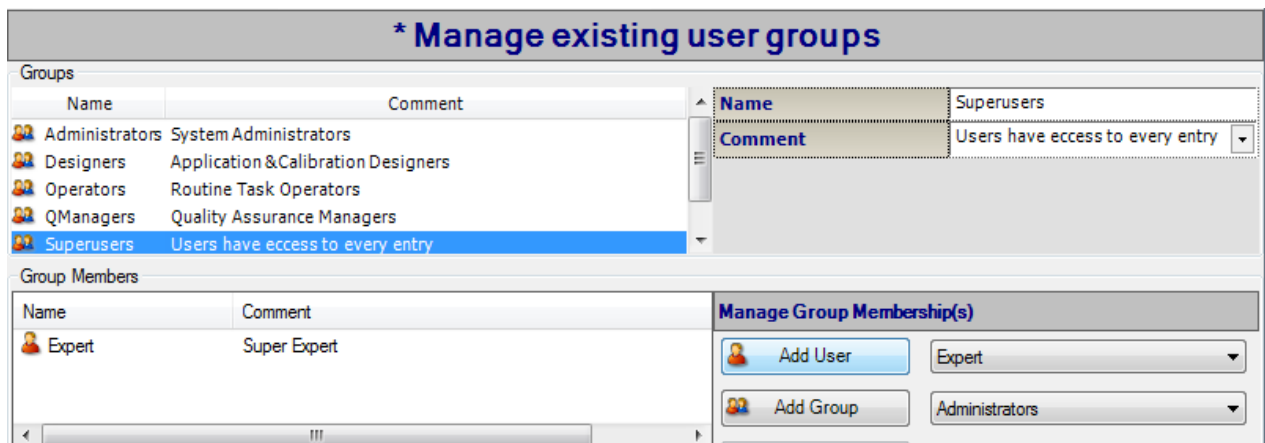 * Manage existing user groups
Groups
Name Comment
Administrators System Administrators
Designers Application & Calibration Designers
Operators Routine Task Operators
QManagers Quality Assurance Managers
Superusers Users have eccess to every entry
Name Superusers
Comment Users have eccess to every entry
Group Members
Name Comment
Expert Super Expert
Manage Group Membership(s)
Add User Expert
Add Group Administrators